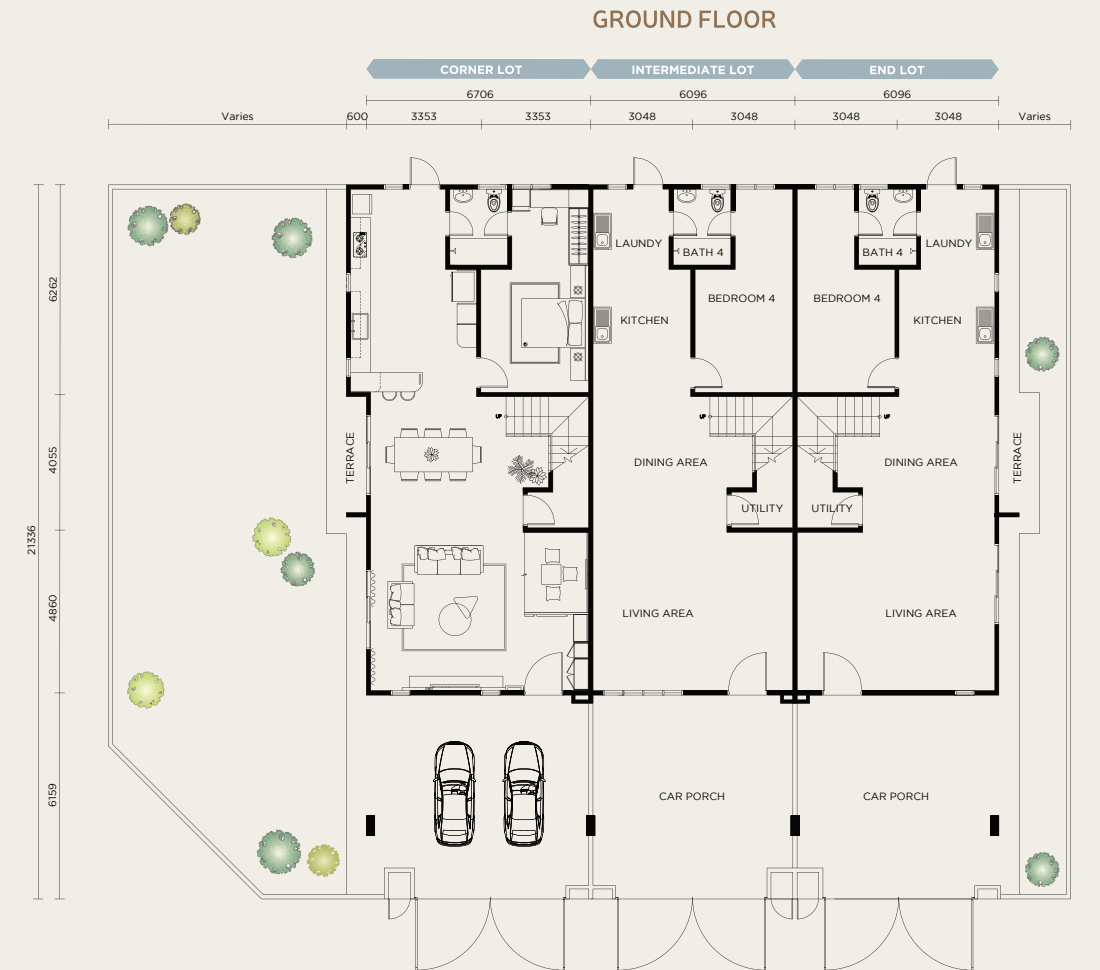 GROUND FLOOR
CORNER LOT
INTERMEDIATE LOT
END LOT
6706
6096
6096
Varies
600
3353
3353
3048
3048
3048
3048
Varies
LAUNDY
BATH 4
BATH 4
LAUNDY
6262
BEDROOM 4
BEDROOM 4
KITCHEN
KITCHEN
UP
UP
UP
4055
TERRACE
DINING AREA
DINING AREA
TERRACE
UTILITY
UTILITY
21336
4860
LIVING AREA
LIVING AREA
6159
CAR PORCH
CAR PORCH